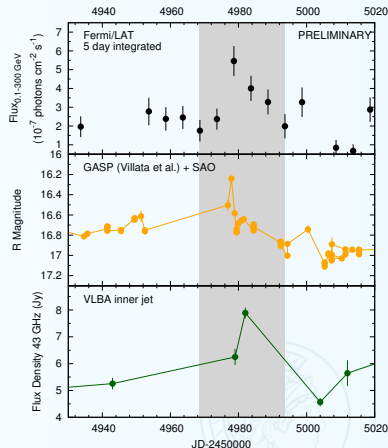 4940 4960 4980 5000 5020
Fermi/LAT PRELIMINARY
5 day integrated
Flux0,1-300 GeV
(10-7 photons cm-2 s-1)
7
6
5
4
3
2
1
16
GASP (Villata et al.) + SAO
R Magnitude
16.2
16.4
16.6
16.8
17
17.2
VLBA inner jet
Flux Density 43 GHz (Jy)
8
7
6
5
4
4940 4960 4980 5000 5020
JD-2450000